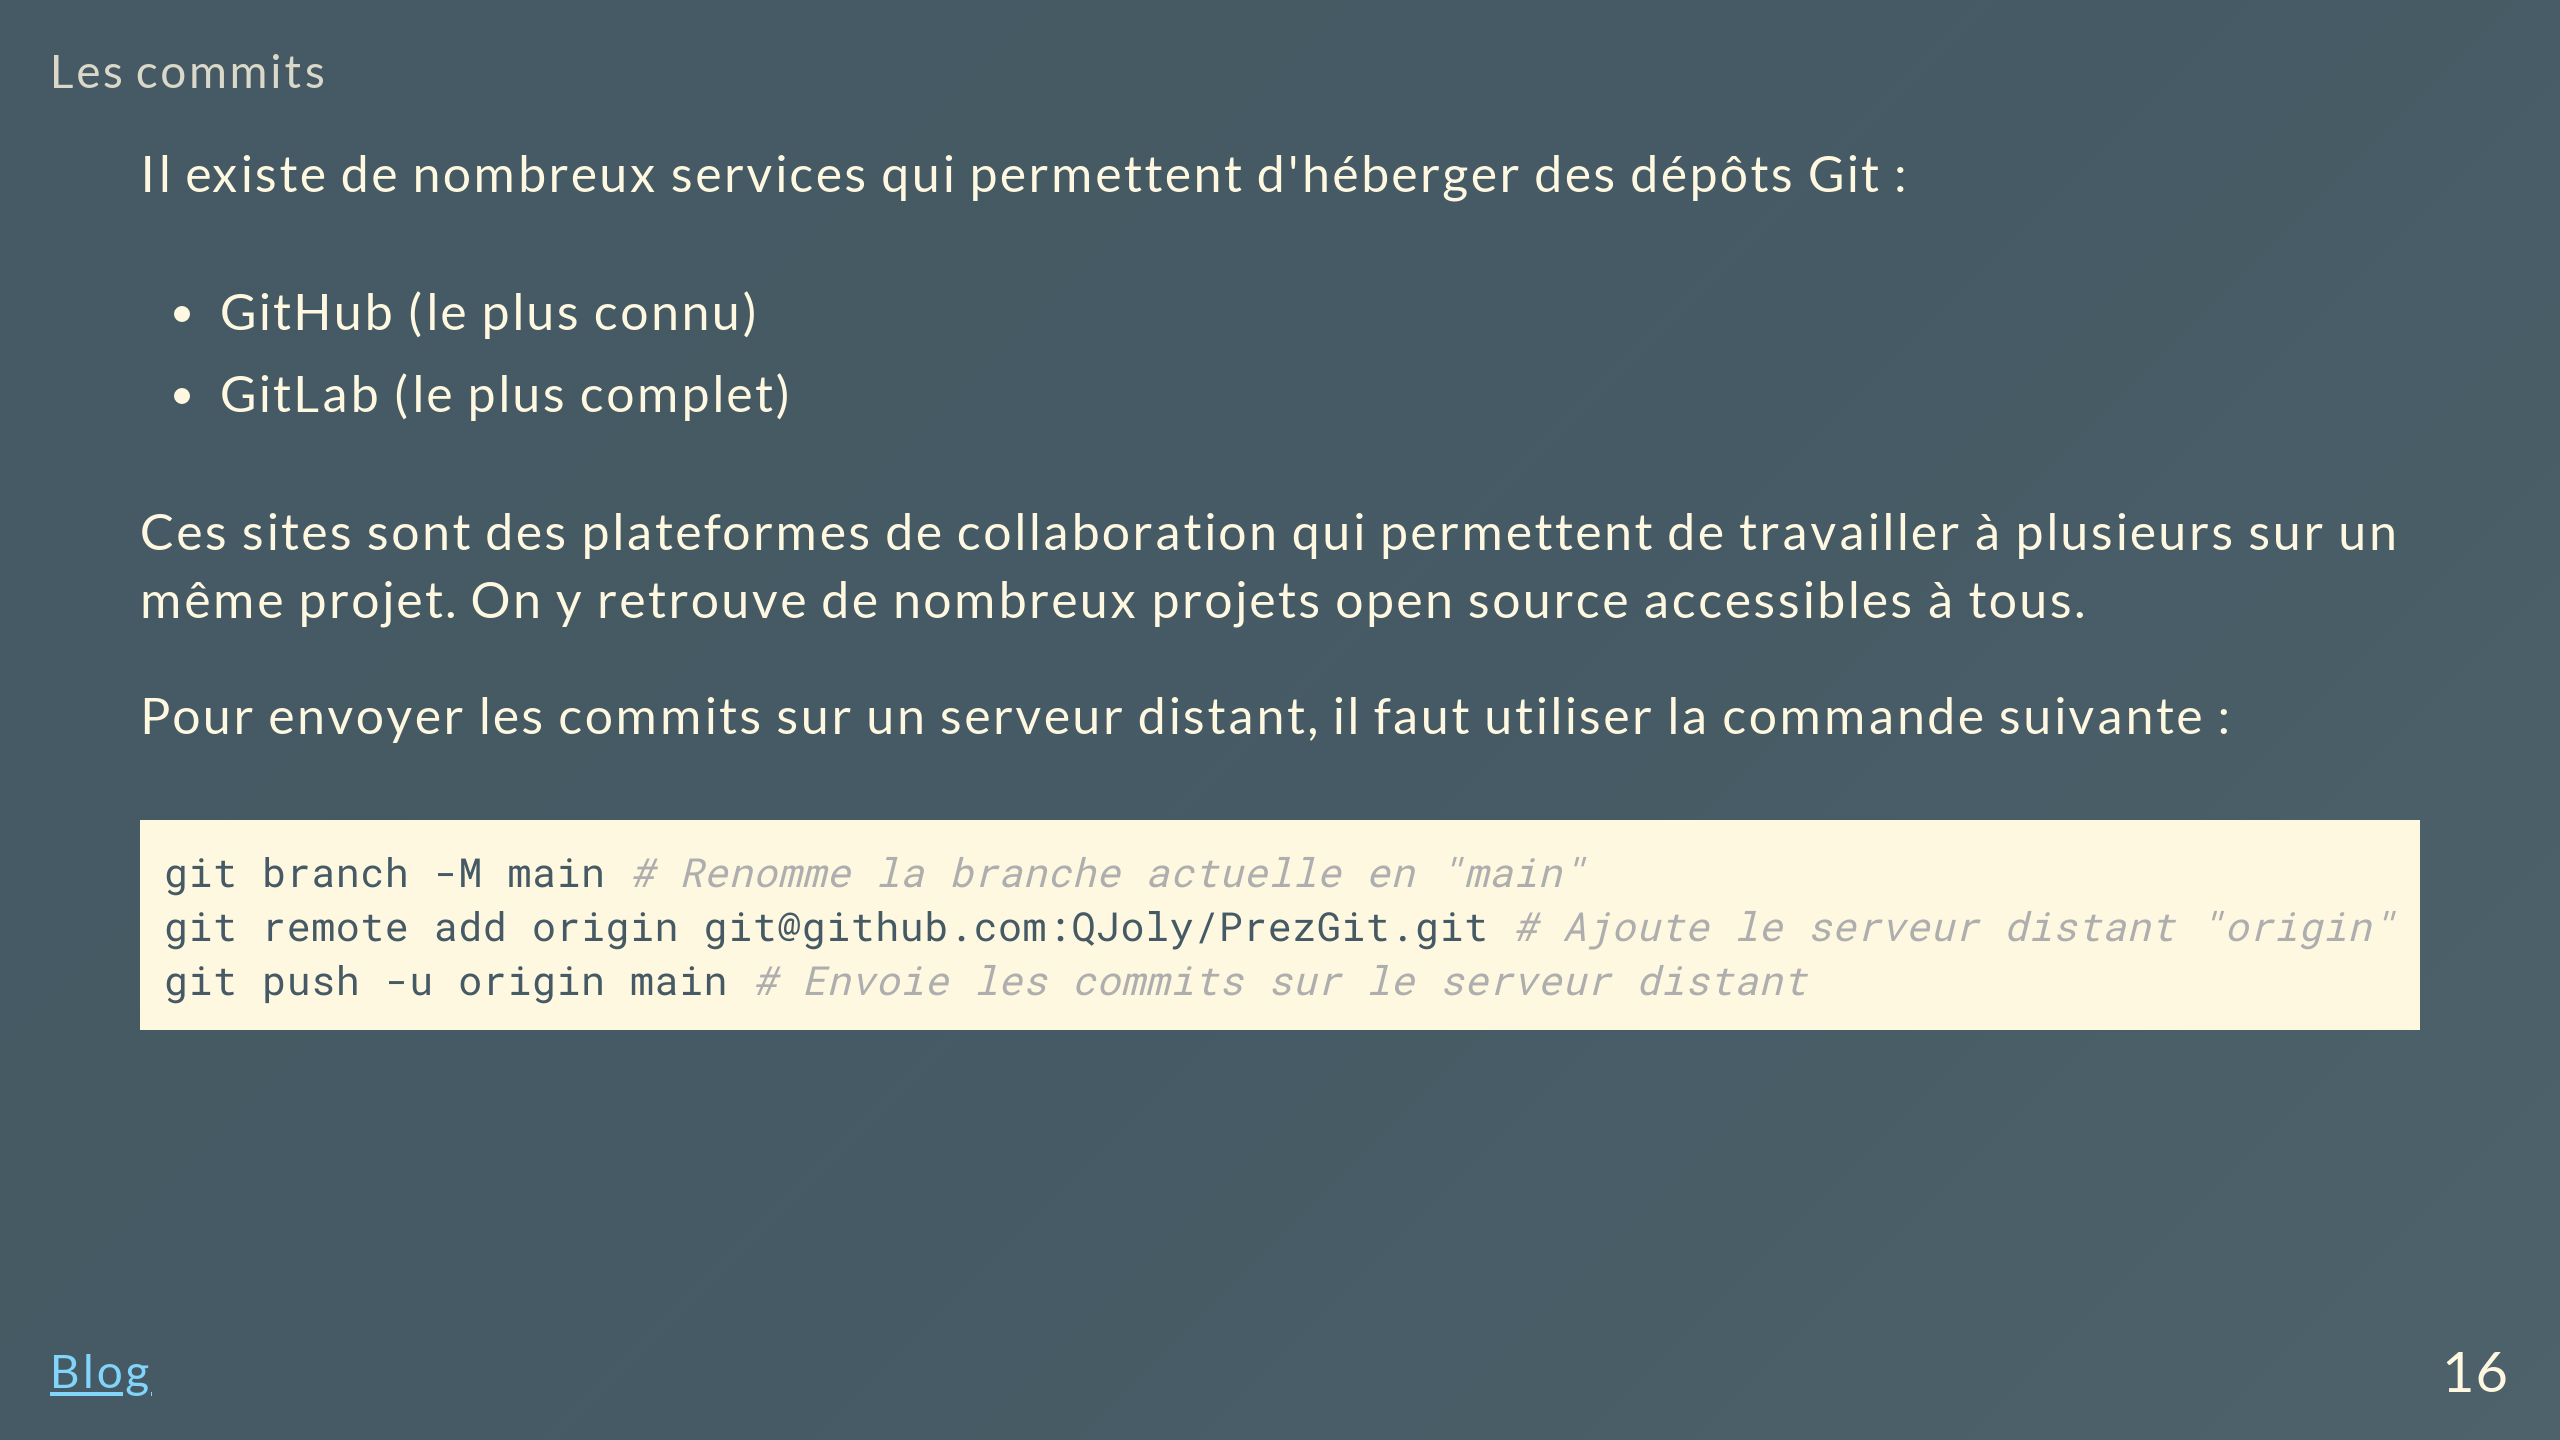 Les commits
Il existe de nombreux services qui permettent d'héberger des dépôts Git :
• GitHub (le plus connu)
• GitLab (le plus complet)
Ces sites sont des plateformes de collaboration qui permettent de travailler à plusieurs sur un
même projet. On y retrouve de nombreux projets open source accessibles à tous.
Pour envoyer les commits sur un serveur distant, il faut utiliser la commande suivante :
git branch -M main # Renomme la branche actuelle en "main"
git remote add origin git@github.com:QJoly/PrezGit.git # Ajoute le serveur distant "origin"
git push -u origin main # Envoie les commits sur le serveur distant
Blog
16